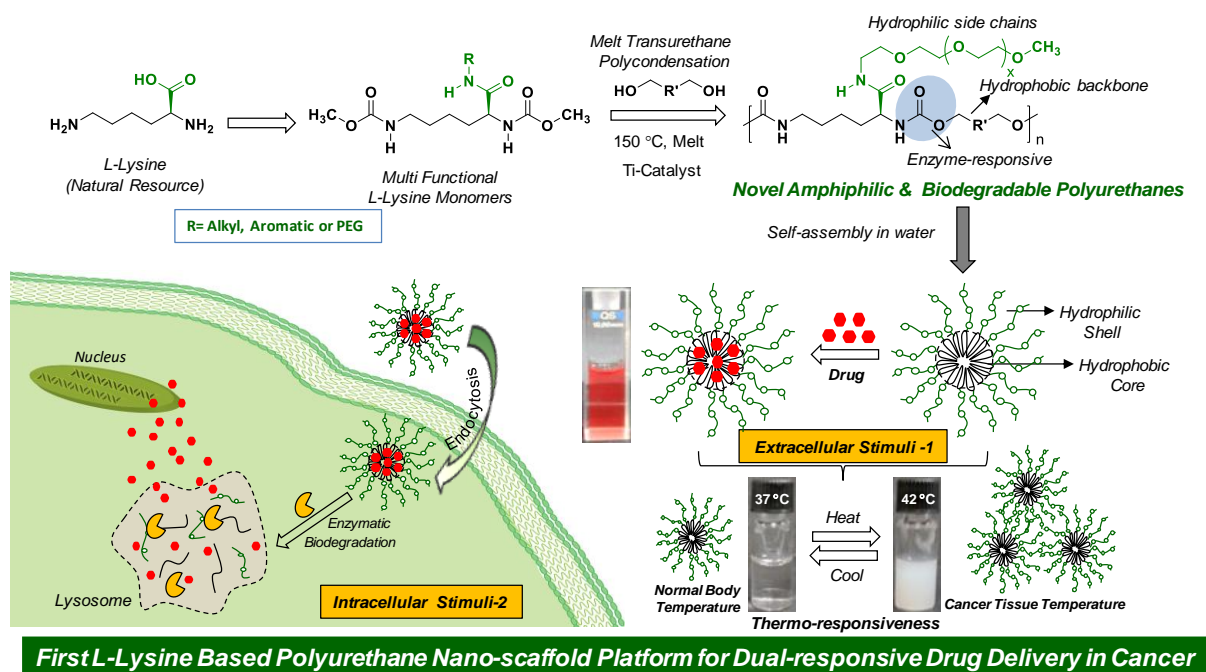 Hydrophilic side chains
Melt Transurethane
Polycondensation
R
HO
O
H
N
O
N
H
O
O
O
x
O
CH3
H2N
NH2
H3C
O
O
N
H
N
H
O
O
CH3
HO
R'
OH
150 °C, Melt
Ti-Catalyst
O
N
H
N
H
O
O
R'
O
n
Hydrophobic backbone
Enzyme-responsive
L-Lysine
(Natural Resource)
Multi Functional
L-Lysine Monomers
Novel Amphiphilic & Biodegradable Polyurethanes
R= Alkyl, Aromatic or PEG
Self-assembly in water
Hydrophilic
Shell
Hydrophobic
Core
Drug
QS
Nucleus
Endocytosis
Enzymatic
Biodegradation
Lysosome
Intracellular Stimuli-2
Extracellular Stimuli -1
37 °C
42 °C
Heat
Cool
Normal Body
Temperature
Cancer Tissue Temperature
Thermo-responsiveness
First L-Lysine Based Polyurethane Nano-scaffold Platform for Dual-responsive Drug Delivery in Cancer